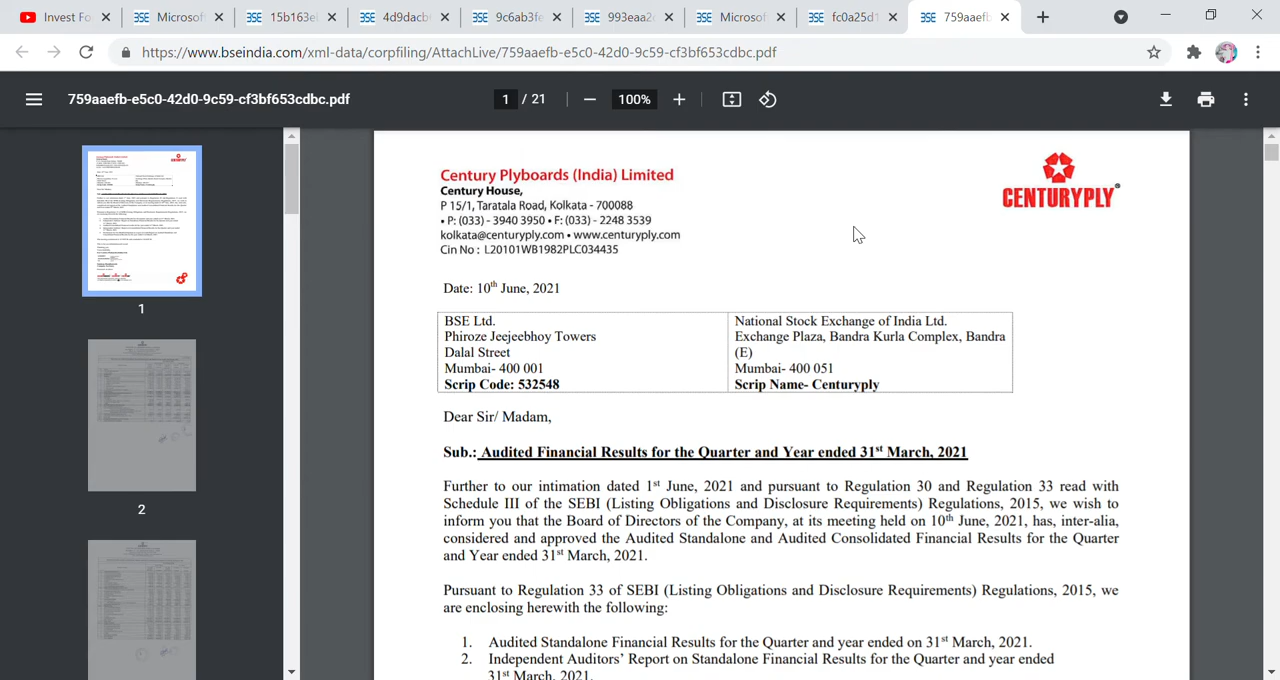 Invest Fo
Microsof
15b163e
4d9dacb
9c6ab3fe
993eaa2
Microsof
fc0a25d1
759aaefb
https://www.bseindia.com/xml-data/corpfiling/AttachLive/759aaefb-e5c0-42d0-9c59-cf3bf653cdbc.pdf
759aaefb-e5c0-42d0-9c59-cf3bf653cdbc.pdf
1 / 21
100%
1
2
Century Plyboards (India) Limited
Century House,
P 15/1, Taratala Road, Kolkata - 700088
• P: (033) - 3940 3950 • F: (033) 2248 3539
kolkata@centuryply.com • www.centuryply.com
Cin No : L20101WB1982PLC034435
CENTURYPLY®
Date: 10th June, 2021
BSE Ltd.
Phiroze Jeejeebhoy Towers
Dalal Street
Mumbai- 400 001
Scrip Code: 532548
National Stock Exchange of India Ltd.
Exchange Plaza, Bandra Kurla Complex, Bandra
(E)
Mumbai- 400 051
Scrip Name- Centuryply
Dear Sir/ Madam,
Sub.: Audited Financial Results for the Quarter and Year ended 31st March, 2021
Further to our intimation dated 1st June, 2021 and pursuant to Regulation 30 and Regulation 33 read with
Schedule III of the SEBI (Listing Obligations and Disclosure Requirements) Regulations, 2015, we wish to
inform you that the Board of Directors of the Company, at its meeting held on 10th June, 2021, has, inter-alia,
considered and approved the Audited Standalone and Audited Consolidated Financial Results for the Quarter
and Year ended 31st March, 2021.
Pursuant to Regulation 33 of SEBI (Listing Obligations and Disclosure Requirements) Regulations, 2015, we
are enclosing herewith the following:
1. Audited Standalone Financial Results for the Quarter and year ended on 31st March, 2021.
2. Independent Auditors' Report on Standalone Financial Results for the Quarter and year ended
31st March, 2021.